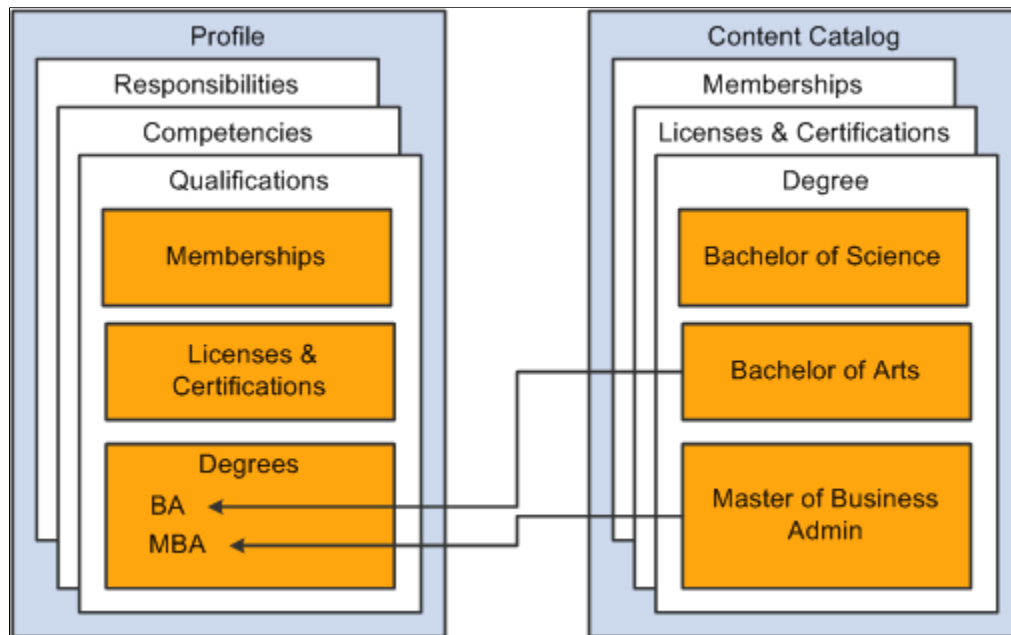 Profile
Responsibilities
Competencies
Qualifications
Memberships
Licenses &
Certifications
Degrees
BA
MBA
Content Catalog
Memberships
Licenses & Certifications
Degree
Bachelor of Science
Bachelor of Arts
Master of Business
Admin